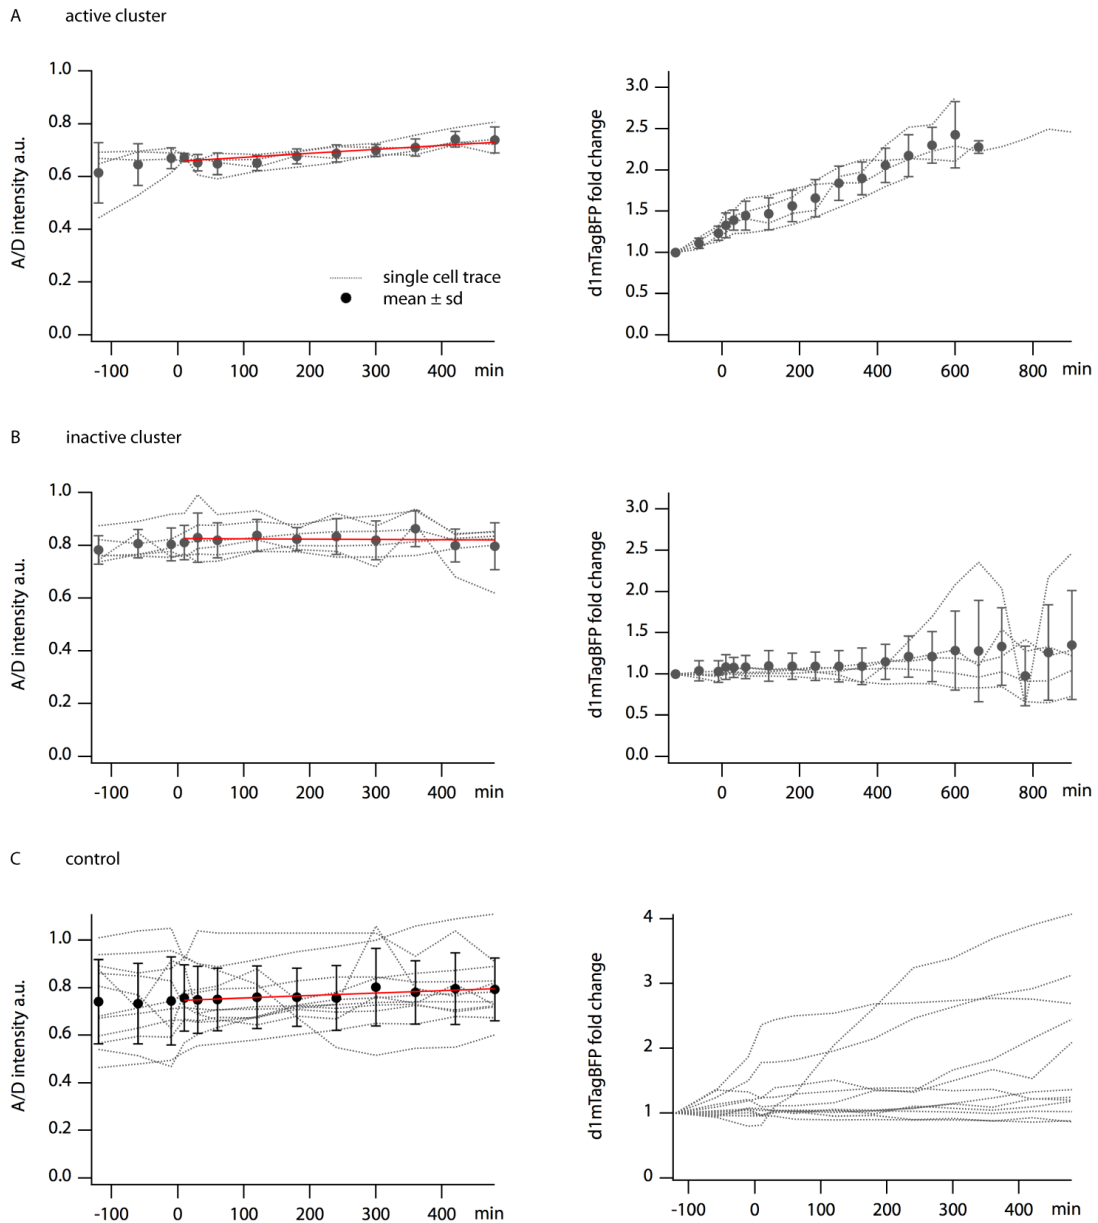 A active cluster
1.0
0.8
0.6
0.4
0.2
0.0
A/D intensity a.u.
single cell trace
mean ± sd
-100 0 100 200 300 400 min
3.0
2.5
2.0
1.5
1.0
0.5
0.0
d1mTagBFP fold change
0 200 400 600 800 min
B inactive cluster
1.0
0.8
0.6
0.4
0.2
0.0
A/D intensity a.u.
-100 0 100 200 300 400 min
3.0
2.5
2.0
1.5
1.0
0.5
0.0
d1mTagBFP fold change
0 200 400 600 800 min
C control
1.0
0.8
0.6
0.4
0.2
0.0
A/D intensity a.u.
-100 0 100 200 300 400 min
4
3
2
1
0
d1mTagBFP fold change
-100 0 100 200 300 400 min